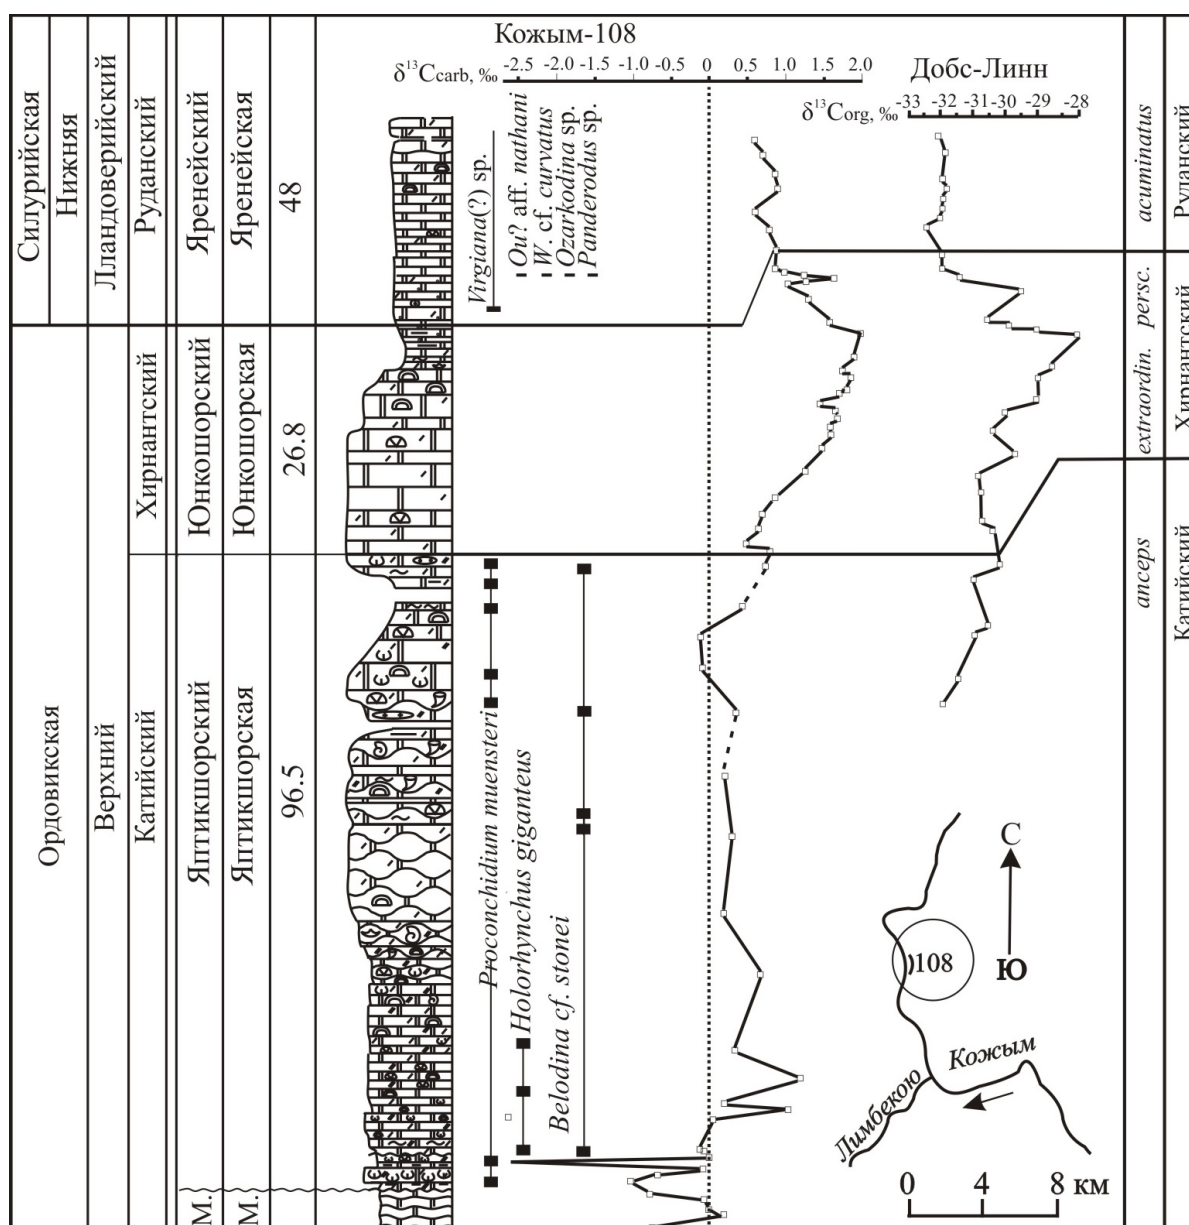 Кожым-108
δ¹³Ccarb, ‰
-2.5 -2.0 -1.5 -1.0 -0.5 0 0.5 1.0 1.5 2.0
Добс-Линн
δ¹³Corg, ‰
-33 -32 -31 -30 -29 -28
Силурийская
Нижняя
Лландоверийский
Руданский
Яренейский
Яренейская
48
Virgiana(?) sp.
Ou? aff. nathani
W. cf. curvatus
Ozarkodina sp.
Panderodus sp.
acuminatus
Руданский
Ордовикская
Верхний
Хирнантский
Юнкошорский
Юнкошорская
26.8
extraordin. persc.
Хирнантский
Катийский
Яптикшорский
Яптикшорская
96.5
Proconchidium muensteri
Holorhynchus giganteus
Belodina cf. stonei
anceps
Катийский
М.
М.
С
Ю
108
Кожым
Лимбекою
0 4 8 км